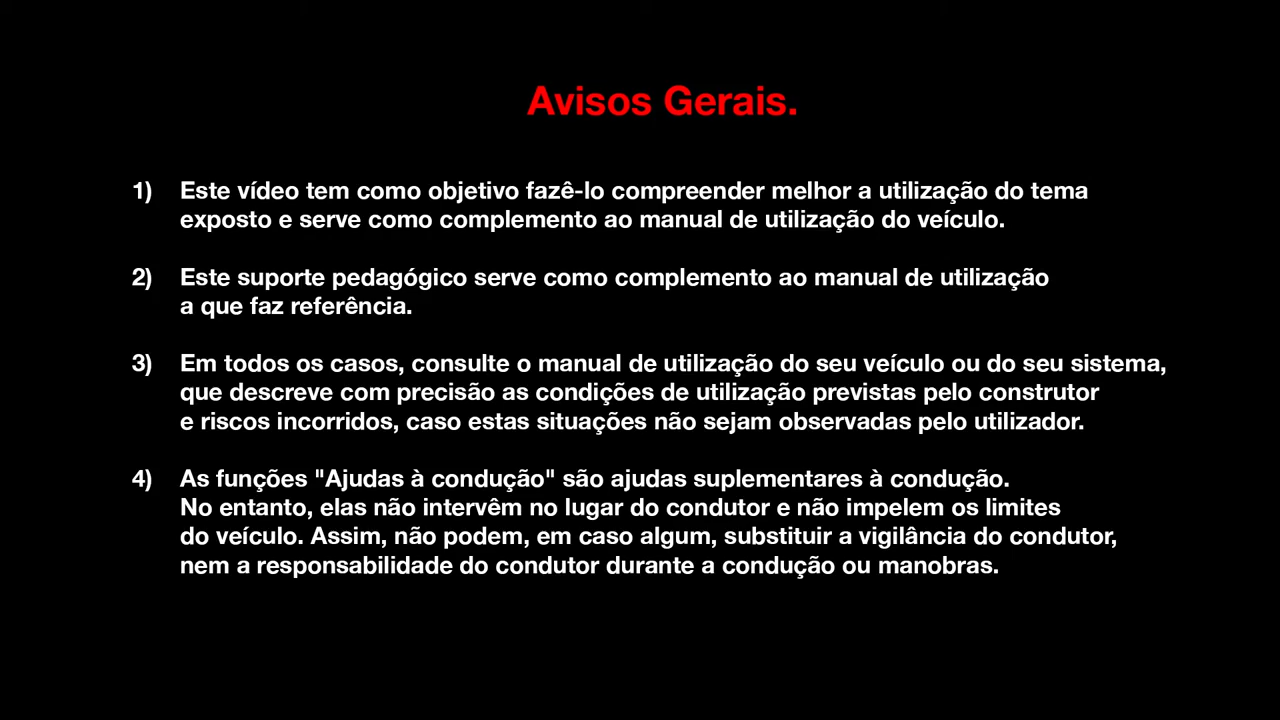 Avisos Gerais.
1) Este vídeo tem como objetivo fazê-lo compreender melhor a utilização do tema
exposto e serve como complemento ao manual de utilização do veículo.
2) Este suporte pedagógico serve como complemento ao manual de utilização
a que faz referência.
3) Em todos os casos, consulte o manual de utilização do seu veículo ou do seu sistema,
que descreve com precisão as condições de utilização previstas pelo construtor
e riscos incorridos, caso estas situações não sejam observadas pelo utilizador.
4) As funções "Ajudas à condução" são ajudas suplementares à condução.
No entanto, elas não intervêm no lugar do condutor e não impelem os limites
do veículo. Assim, não podem, em caso algum, substituir a vigilância do condutor,
nem a responsabilidade do condutor durante a condução ou manobras.